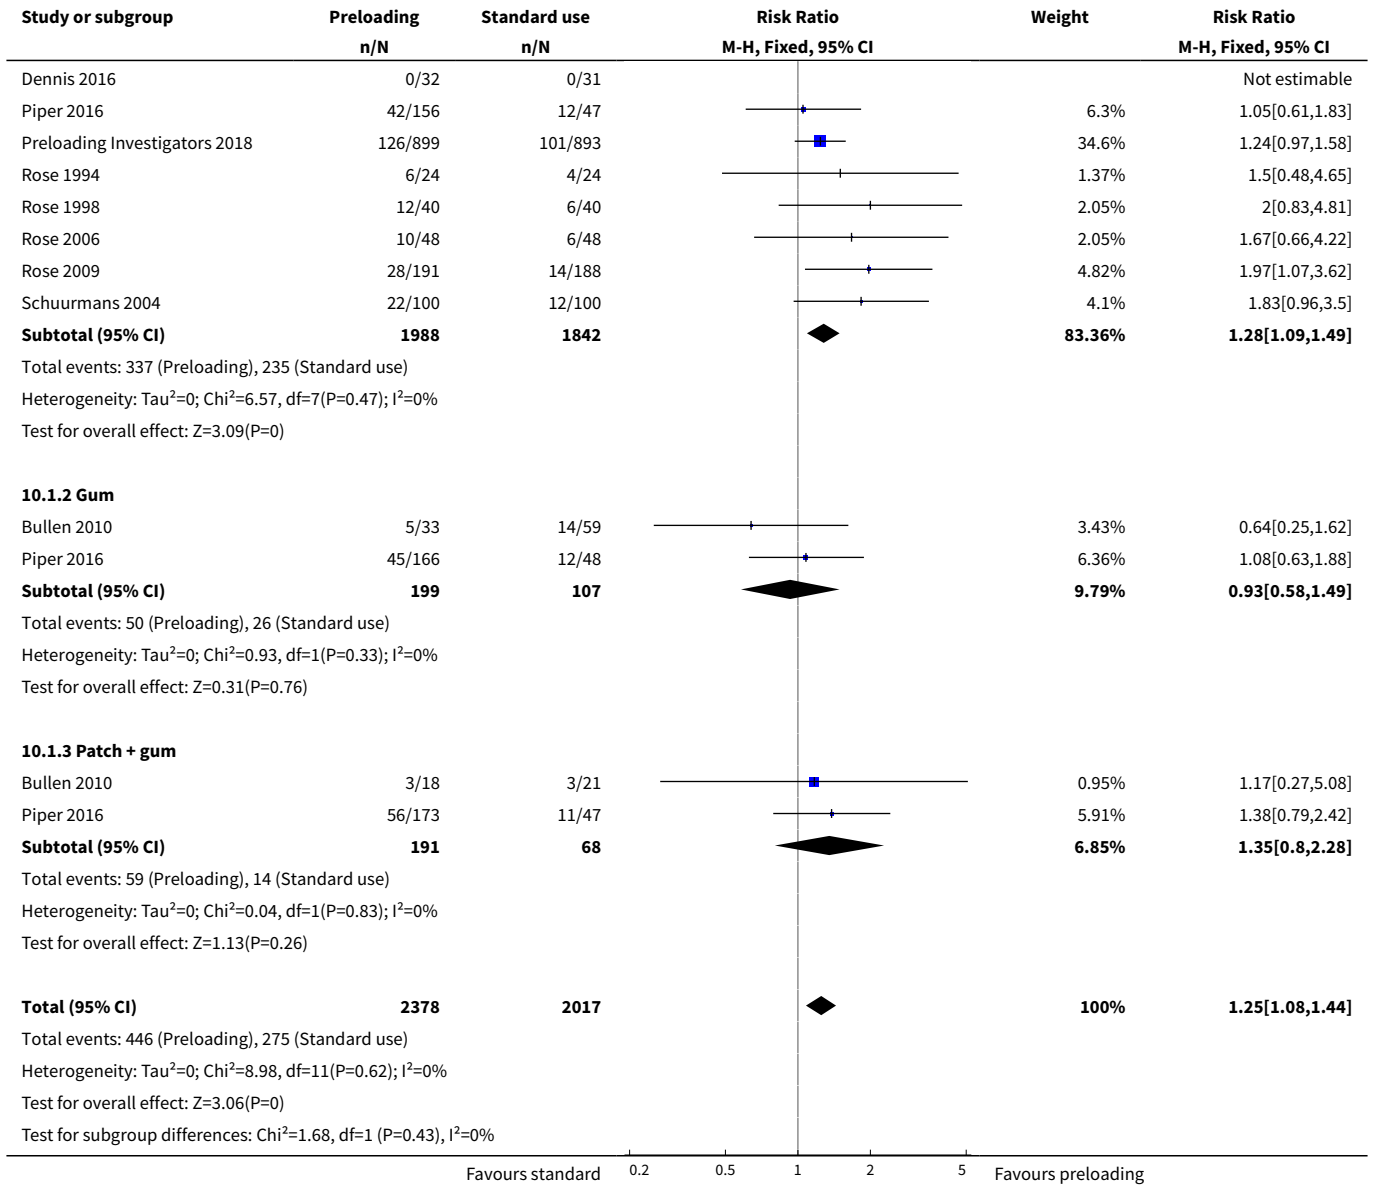 Study or subgroup Preloading Standard use Risk Ratio Weight Risk Ratio
n/N n/N M-H, Fixed, 95% CI M-H, Fixed, 95% CI
Dennis 2016 0/32 0/31 Not estimable
Piper 2016 42/156 12/47 6.3% 1.05[0.61,1.83]
Preloading Investigators 2018 126/899 101/893 34.6% 1.24[0.97,1.58]
Rose 1994 6/24 4/24 1.37% 1.5[0.48,4.65]
Rose 1998 12/40 6/40 2.05% 2[0.83,4.81]
Rose 2006 10/48 6/48 2.05% 1.67[0.66,4.22]
Rose 2009 28/191 14/188 4.82% 1.97[1.07,3.62]
Schuurmans 2004 22/100 12/100 4.1% 1.83[0.96,3.5]
Subtotal (95% CI) 1988 1842 83.36% 1.28[1.09,1.49]
Total events: 337 (Preloading), 235 (Standard use)
Heterogeneity: Tau²=0; Chi²=6.57, df=7(P=0.47); I²=0%
Test for overall effect: Z=3.09(P=0)
10.1.2 Gum
Bullen 2010 5/33 14/59 3.43% 0.64[0.25,1.62]
Piper 2016 45/166 12/48 6.36% 1.08[0.63,1.88]
Subtotal (95% CI) 199 107 9.79% 0.93[0.58,1.49]
Total events: 50 (Preloading), 26 (Standard use)
Heterogeneity: Tau²=0; Chi²=0.93, df=1(P=0.33); I²=0%
Test for overall effect: Z=0.31(P=0.76)
10.1.3 Patch + gum
Bullen 2010 3/18 3/21 0.95% 1.17[0.27,5.08]
Piper 2016 56/173 11/47 5.91% 1.38[0.79,2.42]
Subtotal (95% CI) 191 68 6.85% 1.35[0.8,2.28]
Total events: 59 (Preloading), 14 (Standard use)
Heterogeneity: Tau²=0; Chi²=0.04, df=1(P=0.83); I²=0%
Test for overall effect: Z=1.13(P=0.26)
Total (95% CI) 2378 2017 100% 1.25[1.08,1.44]
Total events: 446 (Preloading), 275 (Standard use)
Heterogeneity: Tau²=0; Chi²=8.98, df=11(P=0.62); I²=0%
Test for overall effect: Z=3.06(P=0)
Test for subgroup differences: Chi²=1.68, df=1 (P=0.43), I²=0%
Favours standard 0.2 0.5 1 2 5 Favours preloading